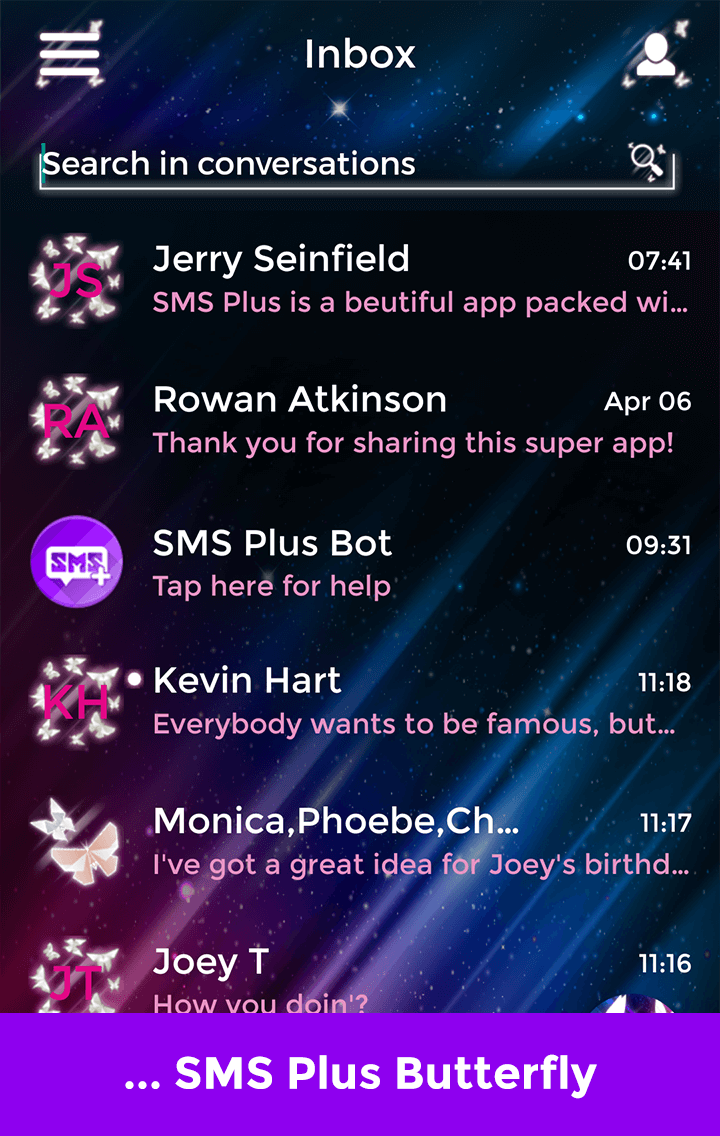 Inbox
Search in conversations
JS
Jerry Seinfield
07:41
SMS Plus is a beutiful app packed wi...
RA
Rowan Atkinson
Apr 06
Thank you for sharing this super app!
SMS+
SMS Plus Bot
09:31
Tap here for help
KH
Kevin Hart
11:18
Everybody wants to be famous, but...
Monica,Phoebe,Ch...
11:17
I've got a great idea for Joey's birthd...
JT
Joey T
11:16
How you doin'?
... SMS Plus Butterfly